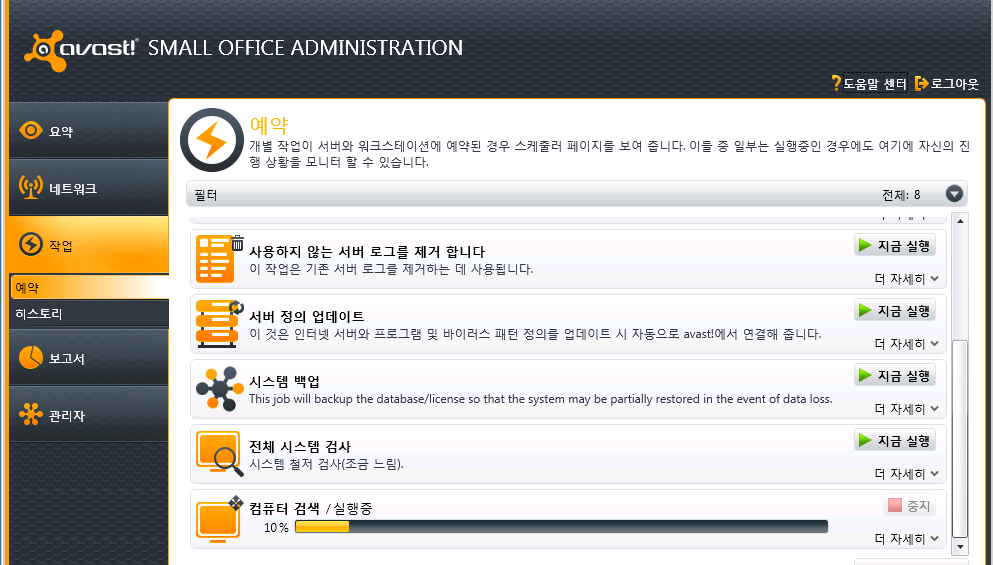 avast! SMALL OFFICE ADMINISTRATION
? 도움말 센터 로그아웃
요약
네트워크
작업
예약
히스토리
보고서
관리자
예약
개별 작업이 서버와 워크스테이션에 예약된 경우 스케줄러 페이지를 보여 줍니다. 이들 중 일부는 실행중인 경우에도 여기에 자신의 진
행 상황을 모니터 할 수 있습니다.
필터 전체: 8
사용하지 않는 서버 로그를 제거 합니다 지금 실행
이 작업은 기존 서버 로그를 제거하는 데 사용됩니다.
더 자세히
서버 정의 업데이트 지금 실행
이 것은 인터넷 서버와 프로그램 및 바이러스 패턴 정의를 업데이트 시 자동으로 avast!에서 연결해 줍니다.
더 자세히
시스템 백업 지금 실행
This job will backup the database/license so that the system may be partially restored in the event of data loss.
더 자세히
전체 시스템 검사 지금 실행
시스템 철저 검사(조금 느림).
더 자세히
컴퓨터 검색 /실행중 중지
10%
더 자세히